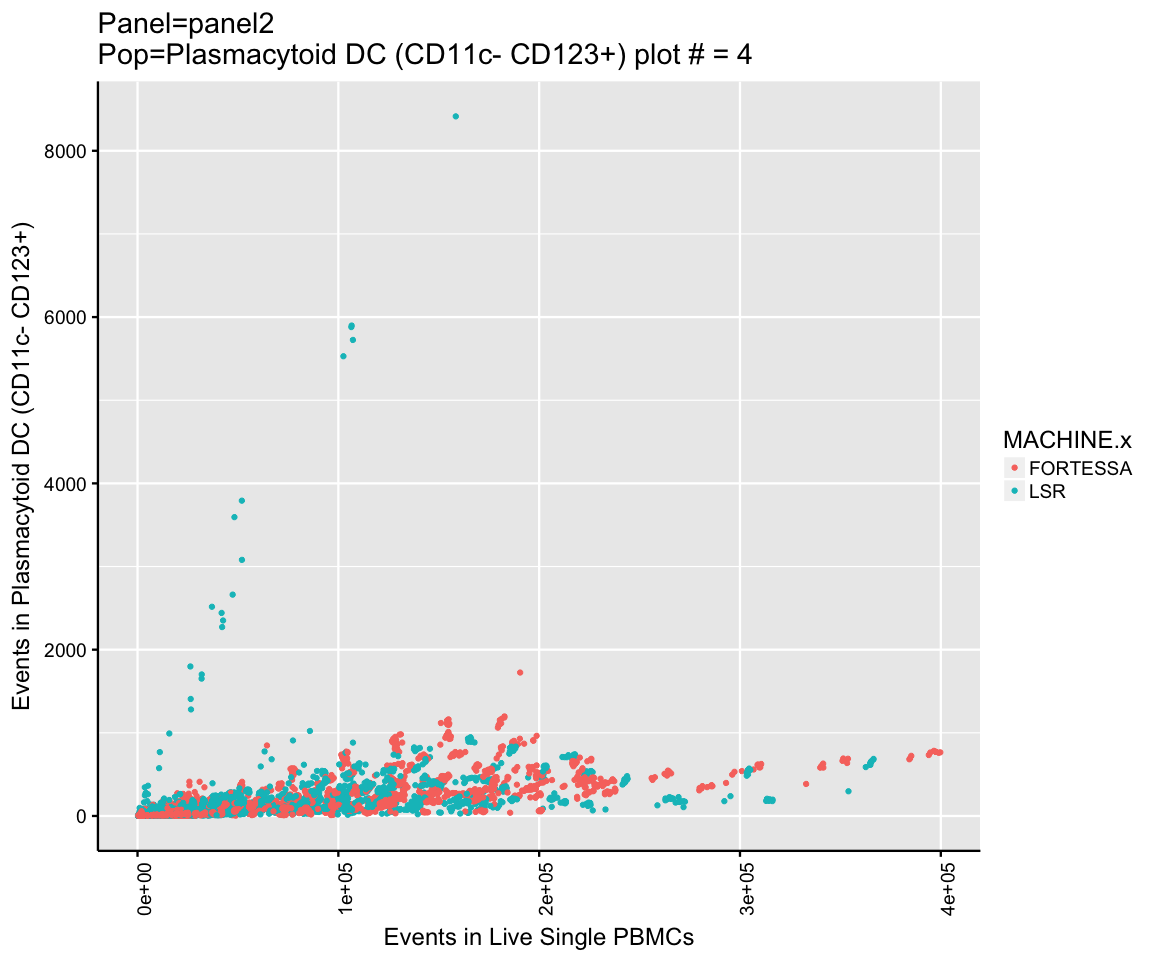 Panel=panel2
Pop=Plasmacytoid DC (CD11c- CD123+) plot # = 4
Events in Plasmacytoid DC (CD11c- CD123+)
8000
6000
4000
2000
0
0e+00
1e+05
2e+05
3e+05
4e+05
Events in Live Single PBMCs
MACHINE.x
FORTESSA
LSR